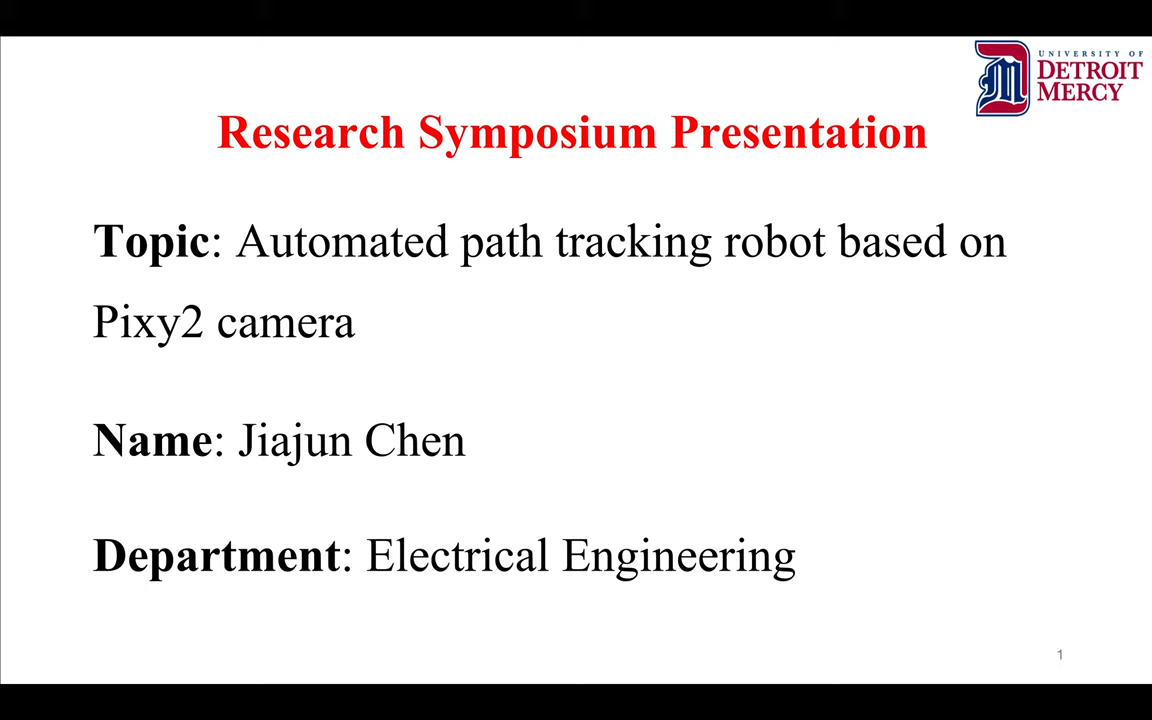 UNIVERSITY OF
DETROIT
MERCY
Research Symposium Presentation
Topic: Automated path tracking robot based on
Pixy2 camera
Name: Jiajun Chen
Department: Electrical Engineering
1